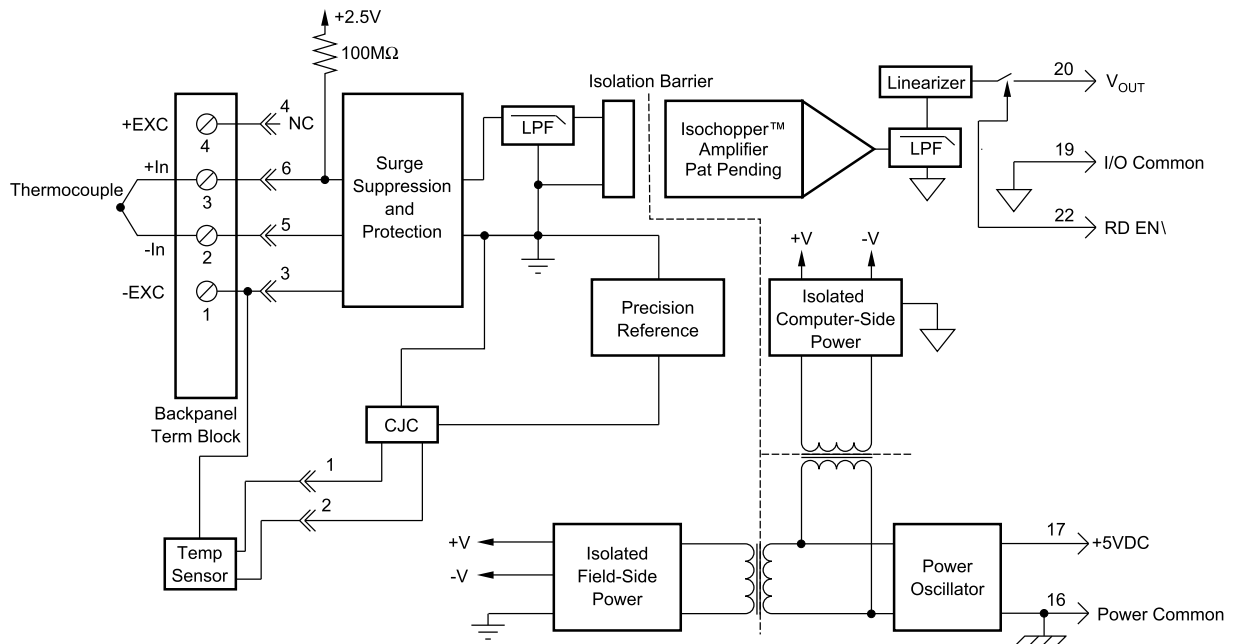 +2.5V
100MΩ
Isolation Barrier
+EXC
4
4
NC
+In
3
6
Thermocouple
-In
2
5
-EXC
1
3
Surge
Suppression
and
Protection
LPF
Isochopper™
Amplifier
Pat Pending
Linearizer
LPF
20
VOUT
19
I/O Common
22
RD EN\
+V
-V
Isolated
Computer-Side
Power
Precision
Reference
Backpanel
Term Block
CJC
1
2
Temp
Sensor
+V
-V
Isolated
Field-Side
Power
Power
Oscillator
17
+5VDC
16
Power Common